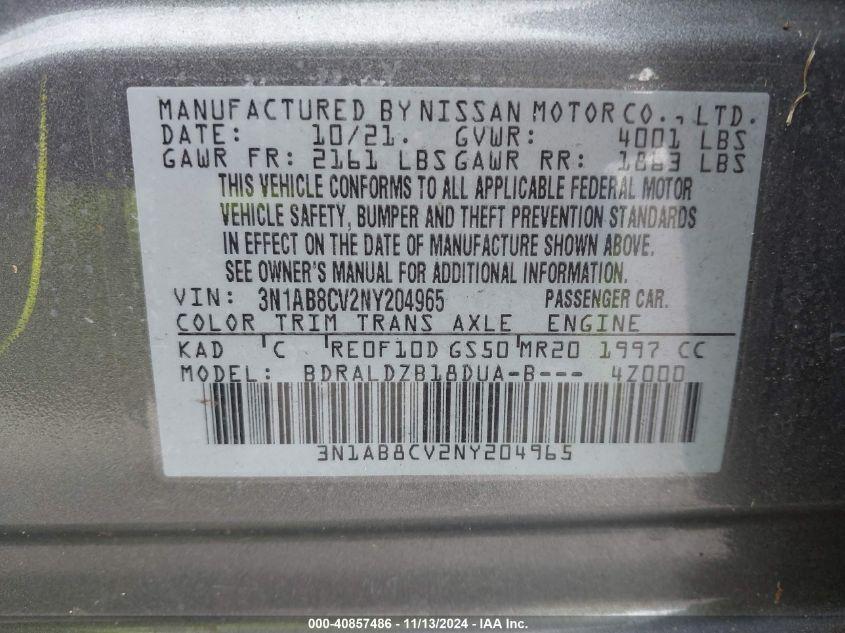 MANUFACTURED BY NISSAN MOTOR CO., LTD.
DATE: 10/21. GVWR: 4001 LBS
GAWR FR: 2161 LBS GAWR RR: 1863 LBS
THIS VEHICLE CONFORMS TO ALL APPLICABLE FEDERAL MOTOR
VEHICLE SAFETY, BUMPER AND THEFT PREVENTION STANDARDS
IN EFFECT ON THE DATE OF MANUFACTURE SHOWN ABOVE.
SEE OWNER'S MANUAL FOR ADDITIONAL INFORMATION.
VIN: 3N1AB8CV2NY204965 PASSENGER CAR.
COLOR TRIM TRANS AXLE ENGINE
KAD 'C 'RE0F10D GS50'MR20 1997 CC
MODEL: BDRALDZB18DUA-B--- 4Z000
3N1AB8CV2NY204965
000-40857486 - 11/13/2024 - IAA Inc.